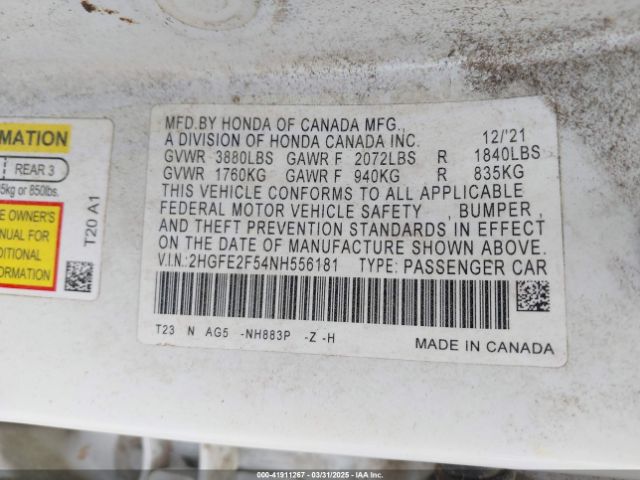 MATION
REAR 3
5kg or 850lbs.
E OWNER'S
NUAL FOR
DITIONAL
FORMATION
T20 A1
MFD.BY HONDA OF CANADA MFG.,
A DIVISION OF HONDA CANADA INC. 12/'21
GVWR 3880LBS GAWR F 2072LBS R 1840LBS
GVWR 1760KG GAWR F 940KG R 835KG
THIS VEHICLE CONFORMS TO ALL APPLICABLE
FEDERAL MOTOR VEHICLE SAFETY , BUMPER ,
AND THEFT PREVENTION STANDARDS IN EFFECT
ON THE DATE OF MANUFACTURE SHOWN ABOVE.
V.I.N.:2HGFE2F54NH556181 TYPE: PASSENGER CAR
T23 N AG5 -NH883P -Z -H
MADE IN CANADA
000-41911267 - 03/31/2025 - IAA Inc.